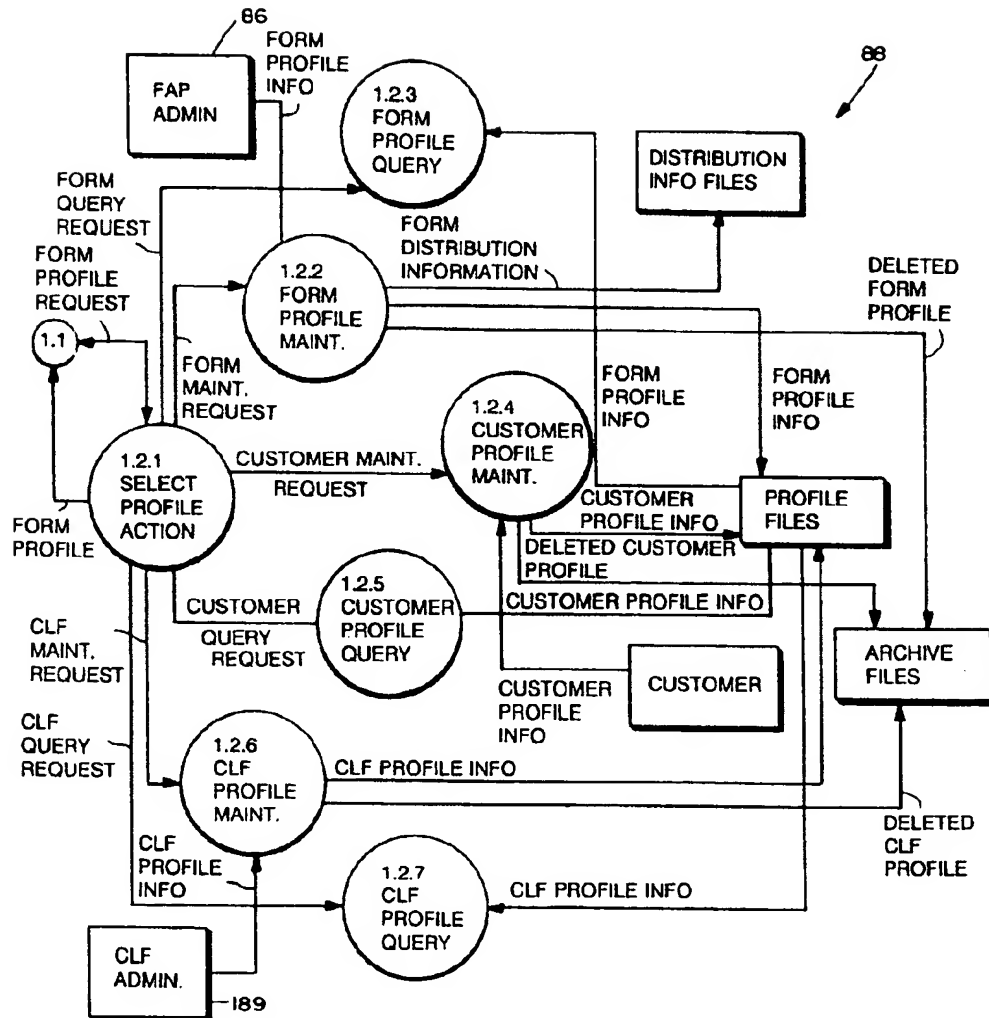 86
FORM
PROFILE
INFO
88
FAP
ADMIN
1.2.3
FORM
PROFILE
QUERY
DISTRIBUTION
INFO FILES
FORM
QUERY
REQUEST
FORM
DISTRIBUTION
INFORMATION
FORM
PROFILE
REQUEST
1.2.2
FORM
PROFILE
MAINT.
DELETED
FORM
PROFILE
1.1
FORM
MAINT.
REQUEST
FORM
PROFILE
INFO
FORM
PROFILE
INFO
1.2.4
CUSTOMER
PROFILE
MAINT.
1.2.1
SELECT
PROFILE
ACTION
CUSTOMER MAINT.
REQUEST
FORM
PROFILE
CUSTOMER
PROFILE INFO
PROFILE
FILES
DELETED CUSTOMER
PROFILE
CUSTOMER PROFILE INFO
1.2.5
CUSTOMER
PROFILE
QUERY
CUSTOMER
QUERY
REQUEST
CLF
MAINT.
REQUEST
CUSTOMER
PROFILE
INFO
CUSTOMER
ARCHIVE
FILES
CLF
QUERY
REQUEST
1.2.6
CLF
PROFILE
MAINT.
CLF PROFILE INFO
DELETED
CLF
PROFILE
CLF
PROFILE
INFO
1.2.7
CLF
PROFILE
QUERY
CLF PROFILE INFO
CLF
ADMIN.
189